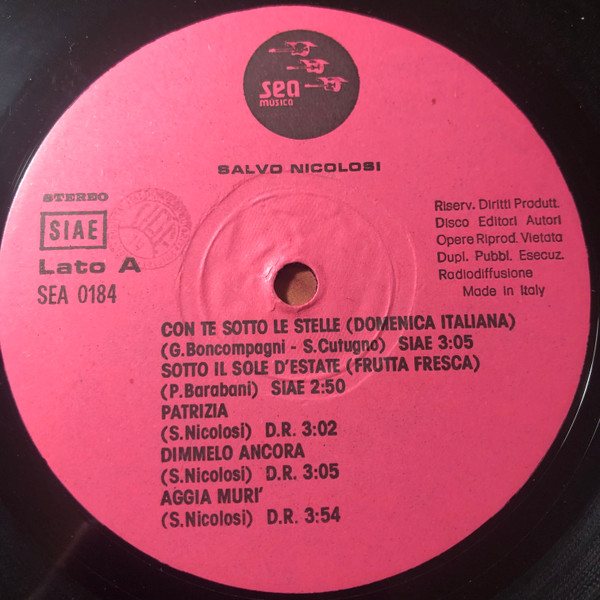 sea
musica
SALVO NICOLOSI
STEREO
SIAE
Lato A
SEA 0184
Riserv. Diritti Produtt.
Disco Editori Autori
Opere Riprod. Vietata
Dupl. Pubbl. Esecuz.
Radiodiffusione
Made in Italy
CON TE SOTTO LE STELLE (DOMENICA ITALIANA)
(G.Boncompagni - S.Cutugno) SIAE 3:05
SOTTO IL SOLE D'ESTATE (FRUTTA FRESCA)
(P.Barabani) SIAE 2:50
PATRIZIA
(S.Nicolosi) D.R. 3:02
DIMMELO ANCORA
(S.Nicolosi) D.R. 3:05
AGGIA MURI'
(S.Nicolosi) D.R. 3:54